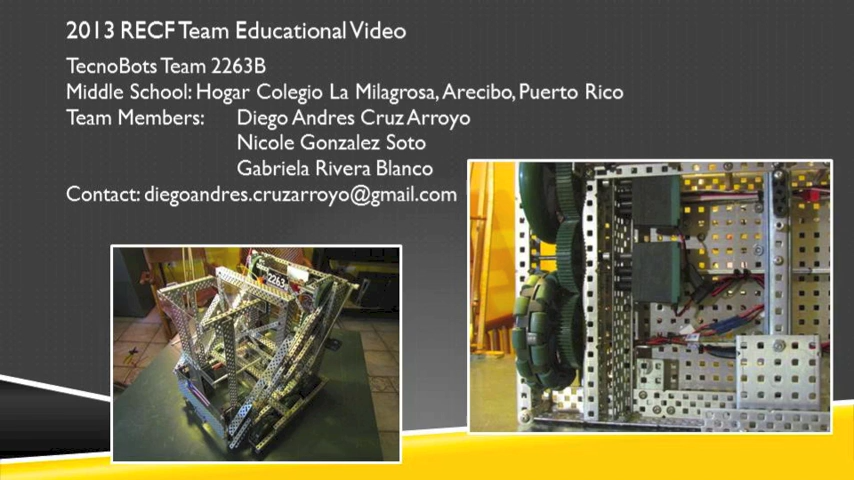 2013 RECF Team Educational Video
TecnoBots Team 2263B
Middle School: Hogar Colegio La Milagrosa, Arecibo, Puerto Rico
Team Members: Diego Andres Cruz Arroyo
Nicole Gonzalez Soto
Gabriela Rivera Blanco
Contact: diegoandres.cruzarroyo@gmail.com